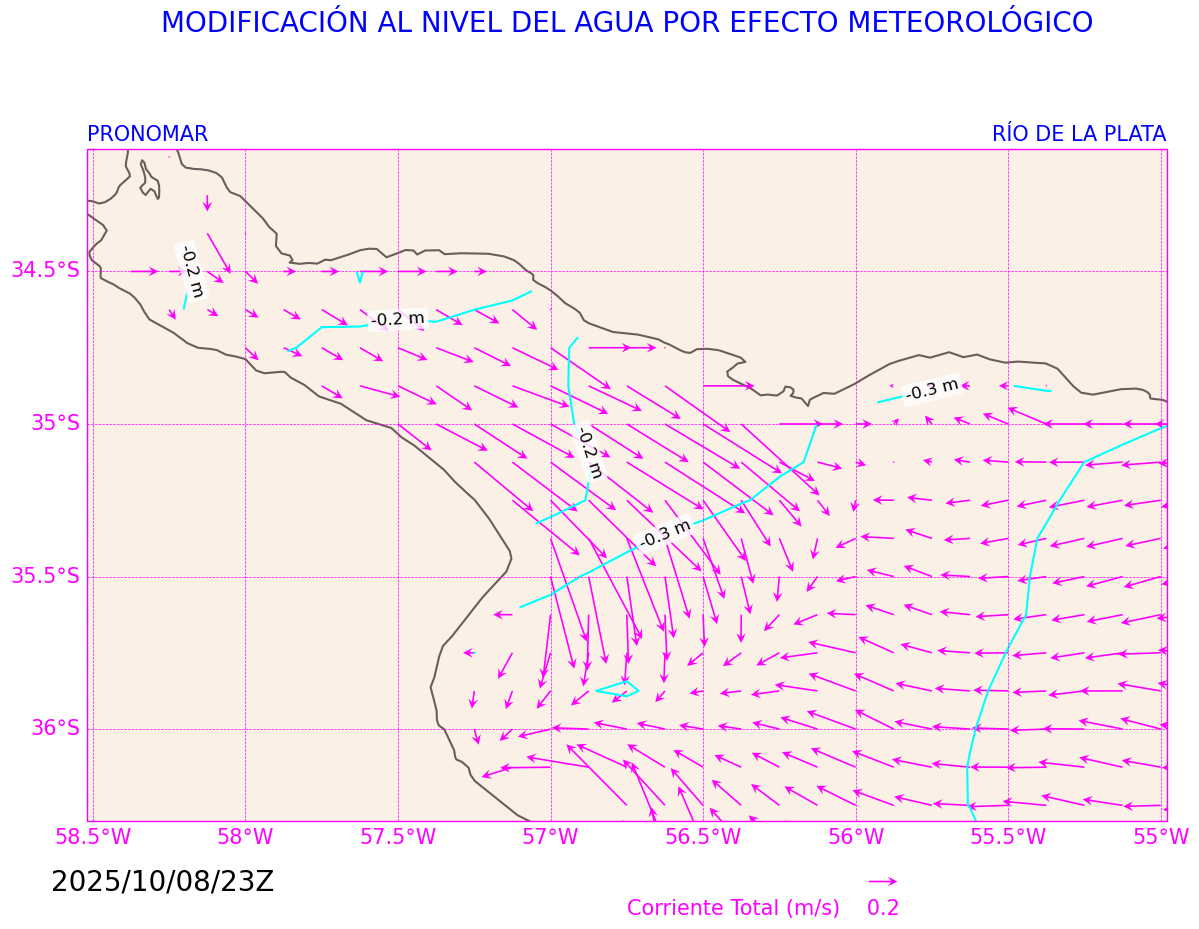 MODIFICACIÓN AL NIVEL DEL AGUA POR EFECTO METEOROLÓGICO
PRONOMAR
RÍO DE LA PLATA
-0.2 m
34.5°S
-0.2 m
-0.3 m
35°S
-0.2 m
-0.3 m
35.5°S
36°S
58.5°W
58°W
57.5°W
57°W
56.5°W
56°W
55.5°W
55°W
2025/10/08/23Z
Corriente Total (m/s)
0.2